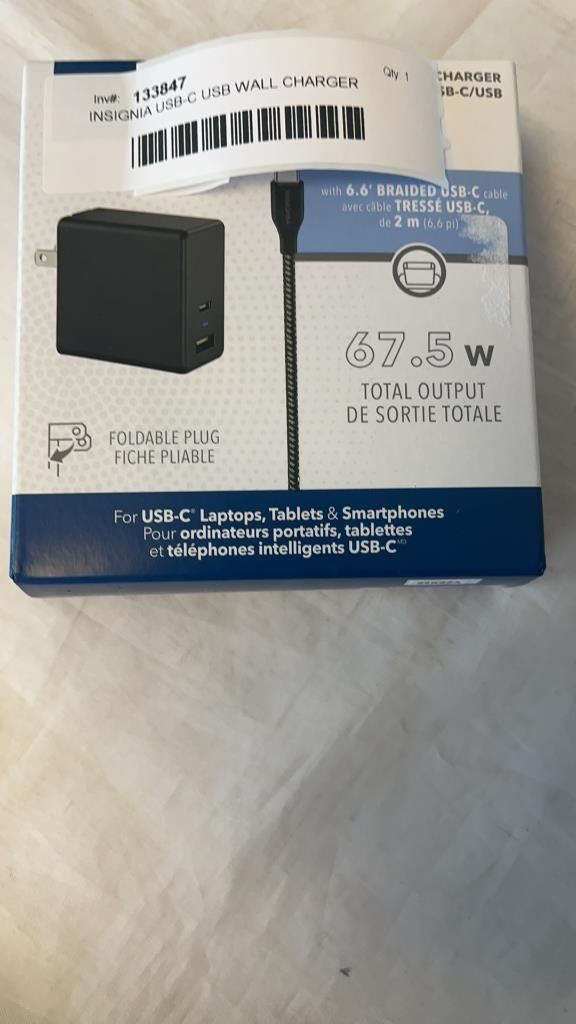 Inv#: 133847
Qty 1
INSIGNIA USB-C USB WALL CHARGER
CHARGER
SB-C/USB
with 6.6' BRAIDED USB-C cable
avec câble TRESSÉ USB-C,
de 2 m (6,6 pi)
67.5 W
TOTAL OUTPUT
DE SORTIE TOTALE
FOLDABLE PLUG
FICHE PLIABLE
For USB-C® Laptops, Tablets & Smartphones
Pour ordinateurs portatifs, tablettes
et téléphones intelligents USB-C MD